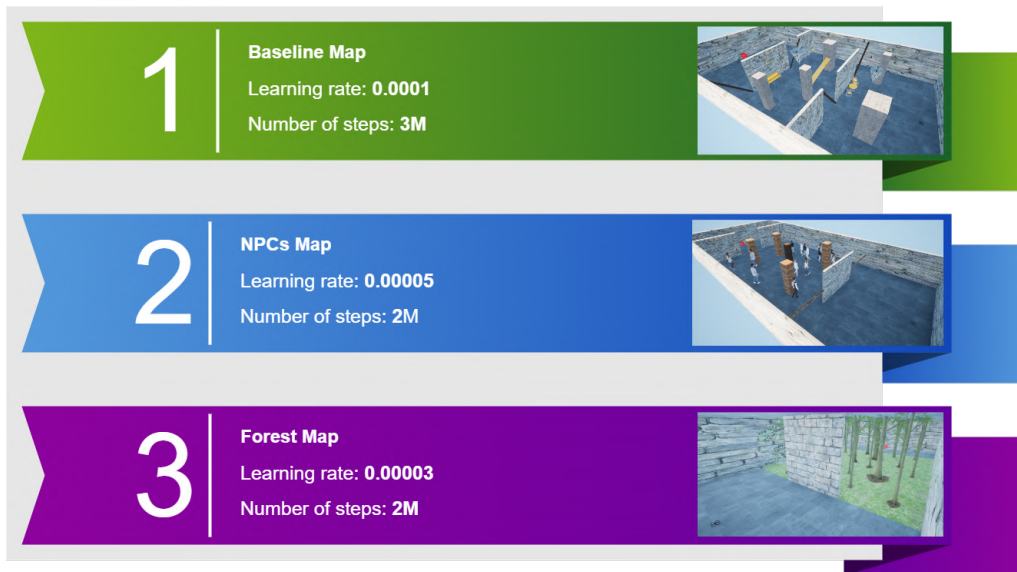 1
Baseline Map
Learning rate: 0.0001
Number of steps: 3M
2
NPCs Map
Learning rate: 0.00005
Number of steps: 2M
3
Forest Map
Learning rate: 0.00003
Number of steps: 2M